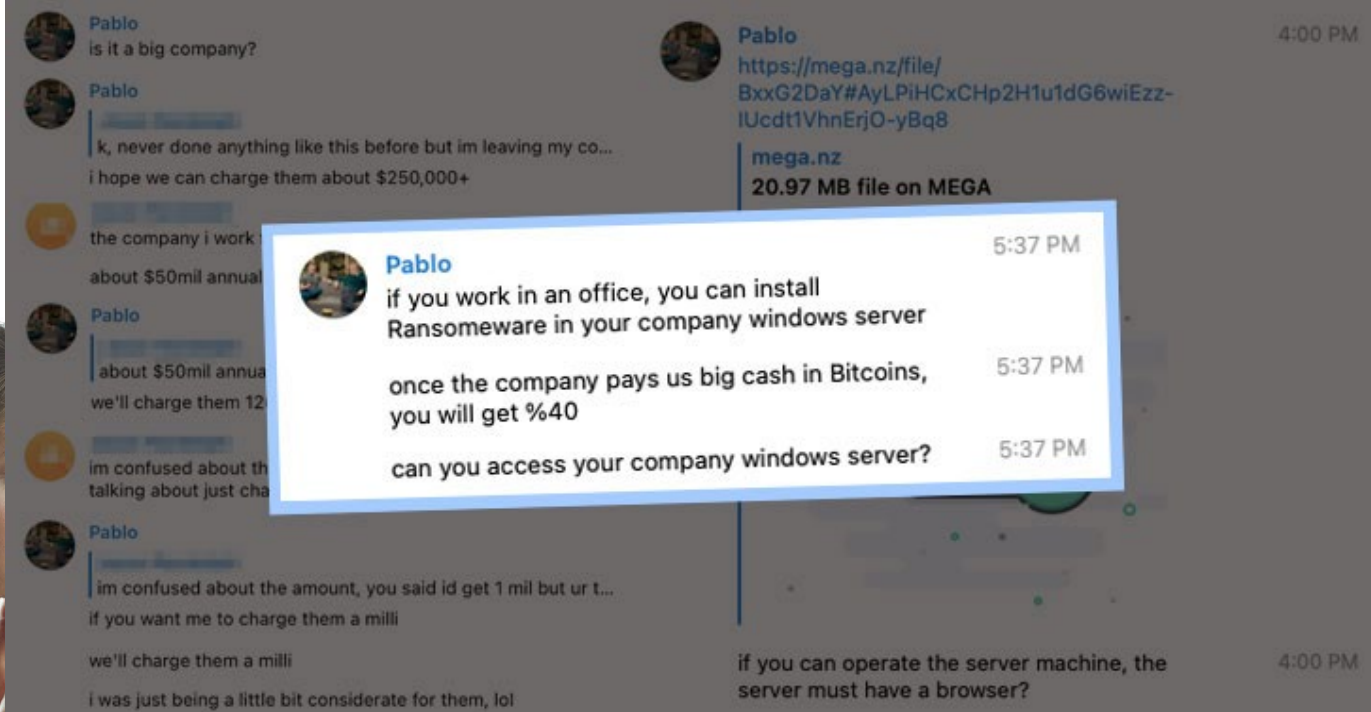 Pablo
is it a big company?
Pablo
k, never done anything like this before but im leaving my co...
i hope we can charge them about $250,000+
the company i work
about $50mil annual
Pablo
about $50mil annua
we'll charge them 12
im confused about th
talking about just cha
Pablo
im confused about the amount, you said id get 1 mil but ur t...
if you want me to charge them a milli
we'll charge them a milli
i was just being a little bit considerate for them, lol
Pablo 5:37 PM
if you work in an office, you can install
Ransomeware in your company windows server
once the company pays us big cash in Bitcoins, 5:37 PM
you will get %40
can you access your company windows server? 5:37 PM
Pablo 4:00 PM
https://mega.nz/file/
BxxG2DaY#AyLPiHCxCHp2H1u1dG6wiEzz-
IUcdt1VhnErjO-yBq8
mega.nz
20.97 MB file on MEGA
if you can operate the server machine, the 4:00 PM
server must have a browser?